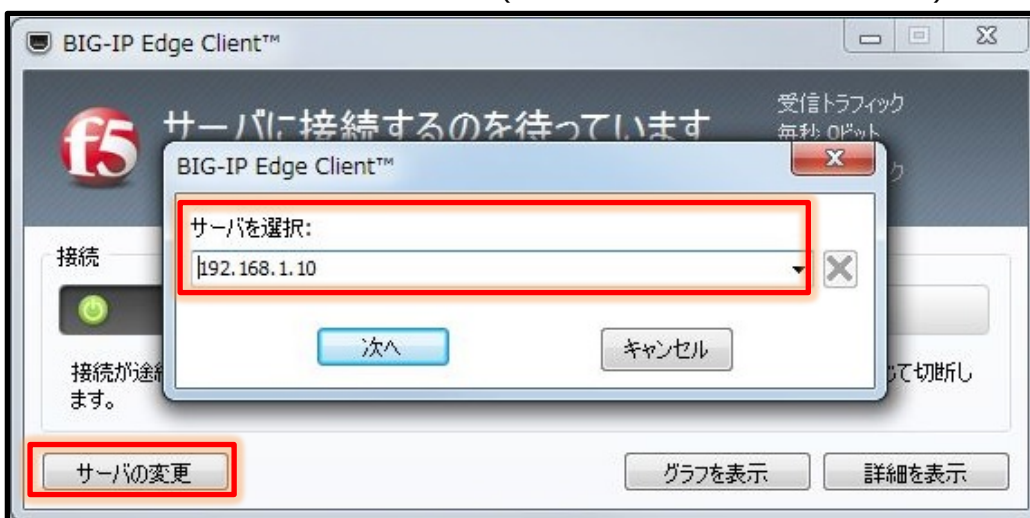 BIG-IP Edge Client™
f5
サーバに接続するのを待っています
受信トラフィック
毎秒 0ビット
BIG-IP Edge Client™
サーバを選択:
192.168.1.10
次へ
キャンセル
接続
接続が途
て切断し
ます。
サーバの変更
グラフを表示
詳細を表示